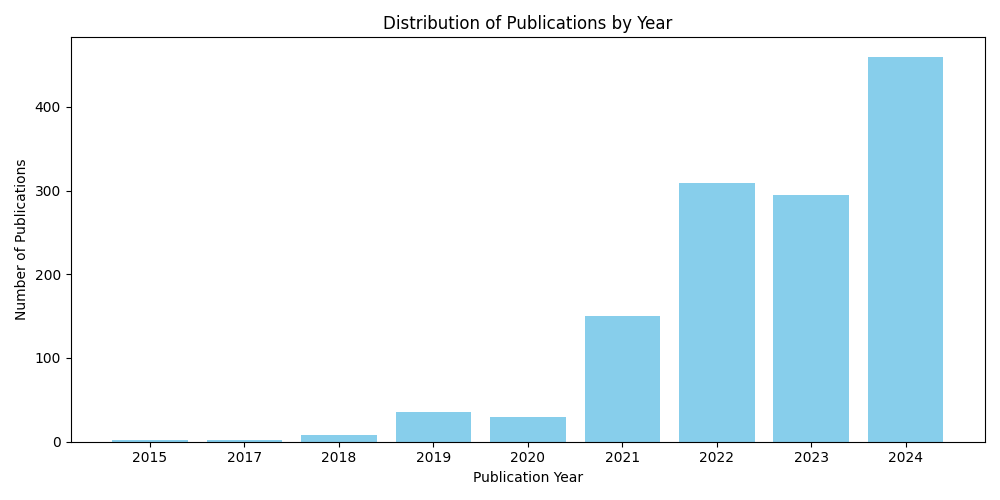 Distribution of Publications by Year
Number of Publications
400
300
200
100
0
2015 2017 2018 2019 2020 2021 2022 2023 2024
Publication Year